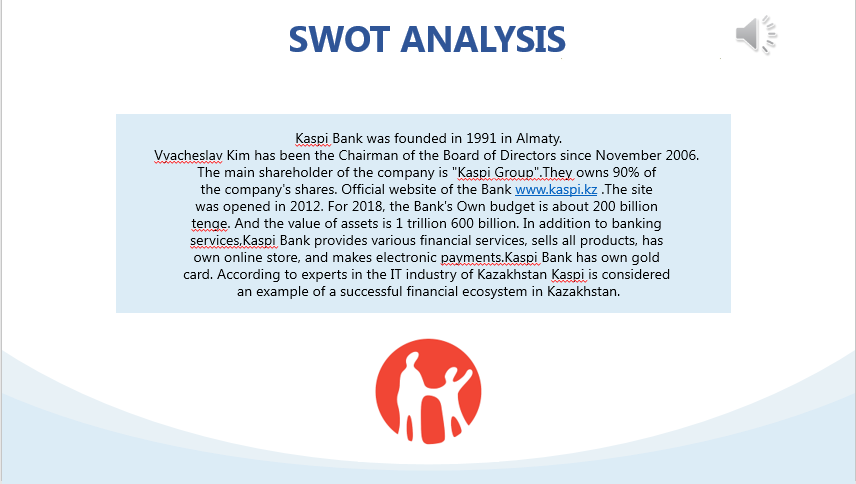 SWOT ANALYSIS
Kaspi Bank was founded in 1991 in Almaty.
Vyacheslav Kim has been the Chairman of the Board of Directors since November 2006.
The main shareholder of the company is "Kaspi Group".They owns 90% of
the company's shares. Official website of the Bank www.kaspi.kz .The site
was opened in 2012. For 2018, the Bank's Own budget is about 200 billion
tenge. And the value of assets is 1 trillion 600 billion. In addition to banking
services,Kaspi Bank provides various financial services, sells all products, has
own online store, and makes electronic payments.Kaspi Bank has own gold
card. According to experts in the IT industry of Kazakhstan Kaspi is considered
an example of a successful financial ecosystem in Kazakhstan.